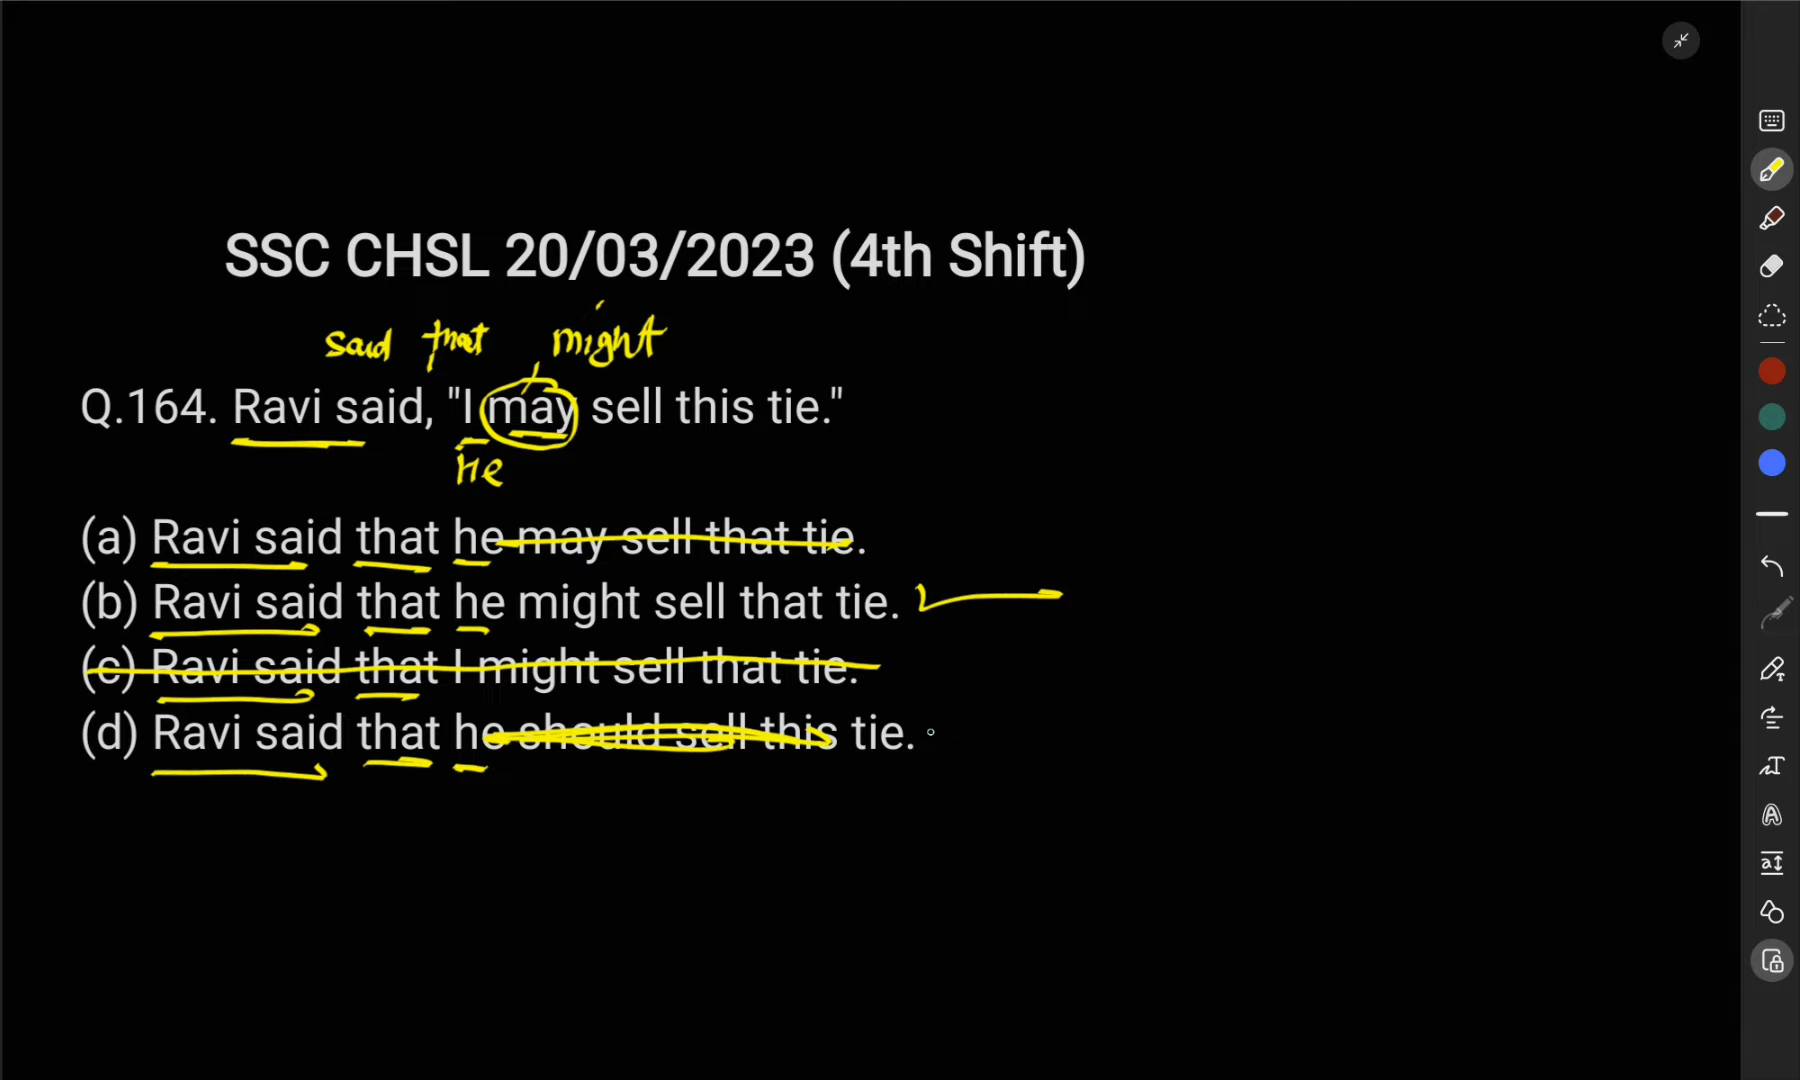 SSC CHSL 20/03/2023 (4th Shift)
said that might
Q.164. Ravi said, "I may sell this tie."
he
(a) Ravi said that he may sell that tie.
(b) Ravi said that he might sell that tie.
(c) Ravi said that I might sell that tie.
(d) Ravi said that he should sell this tie.